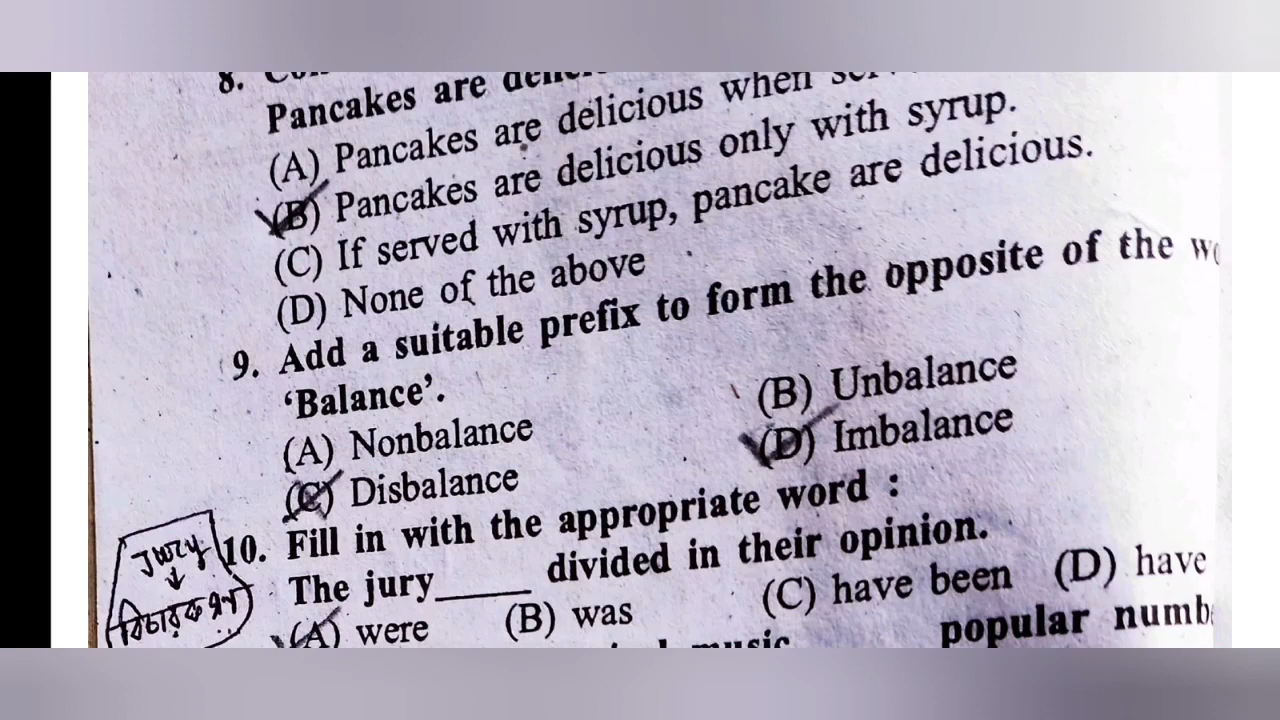 8.
Pancakes are
(A) Pancakes are delicious when
(B) Pancakes are delicious only with syrup.
(C) If served with syrup, pancake are delicious.
(D) None of the above
9. Add a suitable prefix to form the opposite of the
‘Balance’.
(A) Nonbalance (B) Unbalance
(C) Disbalance (D) Imbalance
10. Fill in with the appropriate word :
The jury_____ divided in their opinion.
(A) were (B) was (C) have been (D) have
music popular
Jury
↓
বিচারকগণ